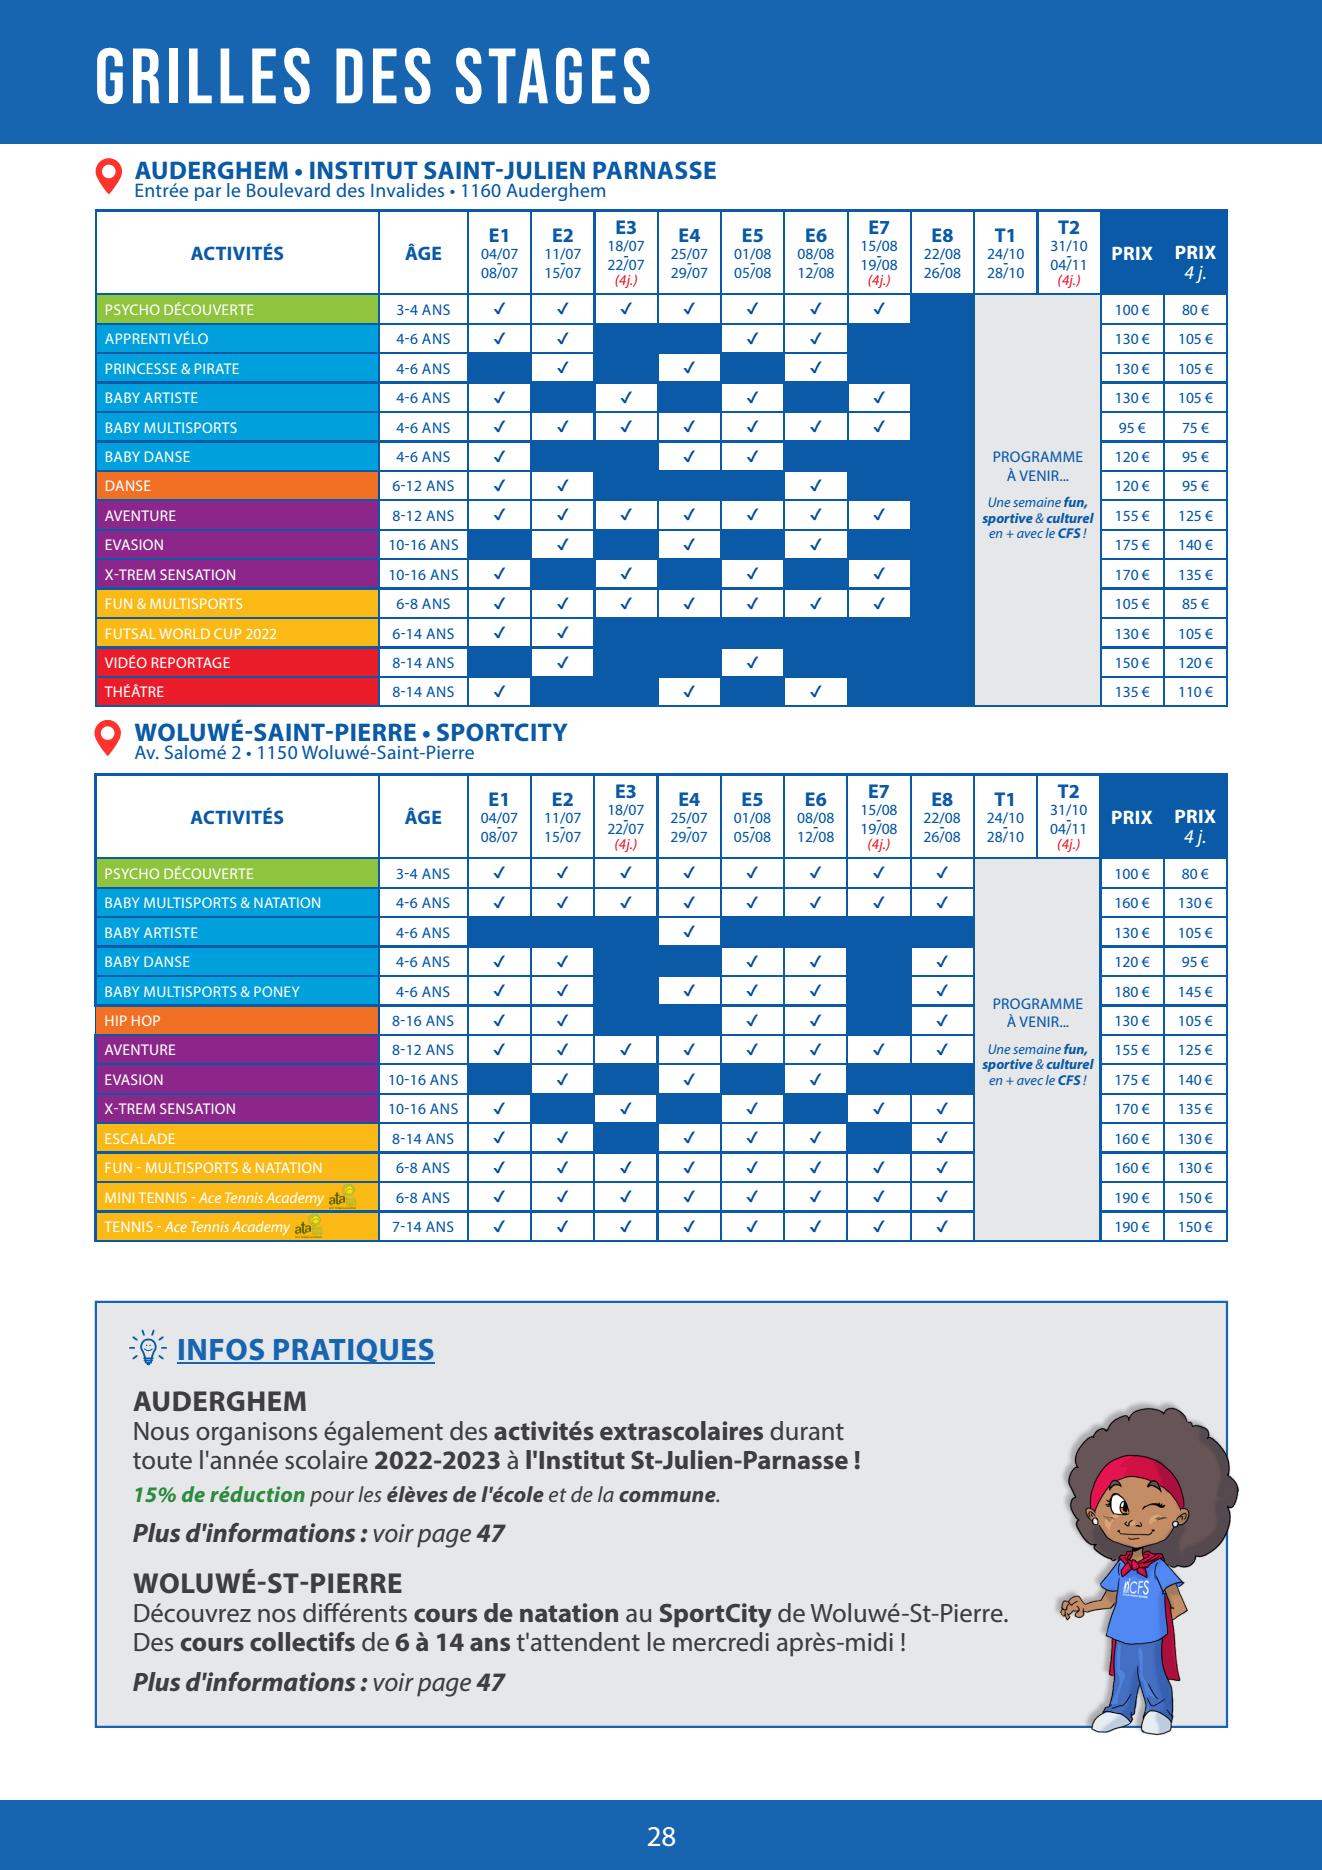 GRILLES DES STAGES
AUDERGHEM • INSTITUT SAINT-JULIEN PARNASSE
Entrée par le Boulevard des Invalides • 1160 Auderghem
ACTIVITÉS ÂGE E1 04/07 - 08/07 E2 11/07 - 15/07 E3 18/07 - 22/07 (4j.) E4 25/07 - 29/07 E5 01/08 - 05/08 E6 08/08 - 12/08 E7 15/08 - 19/08 (4j.) E8 22/08 - 26/08 T1 24/10 - 28/10 T2 31/10 - 04/11 (4j.) PRIX PRIX 4 j.
PSYCHO DÉCOUVERTE 3-4 ANS ✓ ✓ ✓ ✓ ✓ ✓ ✓ 100 € 80 €
APPRENTI VÉLO 4-6 ANS ✓ ✓ ✓ ✓ 130 € 105 €
PRINCESSE & PIRATE 4-6 ANS ✓ ✓ ✓ 130 € 105 €
BABY ARTISTE 4-6 ANS ✓ ✓ ✓ ✓ 130 € 105 €
BABY MULTISPORTS 4-6 ANS ✓ ✓ ✓ ✓ ✓ ✓ ✓ 95 € 75 €
BABY DANSE 4-6 ANS ✓ ✓ ✓ 120 € 95 €
DANSE 6-12 ANS ✓ ✓ ✓ 120 € 95 €
AVENTURE 8-12 ANS ✓ ✓ ✓ ✓ ✓ ✓ ✓ 155 € 125 €
EVASION 10-16 ANS ✓ ✓ ✓ 175 € 140 €
X-TREM SENSATION 10-16 ANS ✓ ✓ ✓ ✓ 170 € 135 €
FUN & MULTISPORTS 6-8 ANS ✓ ✓ ✓ ✓ ✓ ✓ ✓ 105 € 85 €
FUTSAL WORLD CUP 2022 6-14 ANS ✓ ✓ 130 € 105 €
VIDÉO REPORTAGE 8-14 ANS ✓ ✓ 150 € 120 €
THÉÂTRE 8-14 ANS ✓ ✓ ✓ 135 € 110 €
PROGRAMME
À VENIR...
Une semaine fun,
sportive & culturel
en + avec le CFS !
WOLUWÉ-SAINT-PIERRE • SPORTCITY
Av. Salomé 2 • 1150 Woluwé-Saint-Pierre
ACTIVITÉS ÂGE E1 04/07 - 08/07 E2 11/07 - 15/07 E3 18/07 - 22/07 (4j.) E4 25/07 - 29/07 E5 01/08 - 05/08 E6 08/08 - 12/08 E7 15/08 - 19/08 (4j.) E8 22/08 - 26/08 T1 24/10 - 28/10 T2 31/10 - 04/11 (4j.) PRIX PRIX 4 j.
PSYCHO DÉCOUVERTE 3-4 ANS ✓ ✓ ✓ ✓ ✓ ✓ ✓ ✓ 100 € 80 €
BABY MULTISPORTS & NATATION 4-6 ANS ✓ ✓ ✓ ✓ ✓ ✓ ✓ ✓ 160 € 130 €
BABY ARTISTE 4-6 ANS ✓ 130 € 105 €
BABY DANSE 4-6 ANS ✓ ✓ ✓ ✓ ✓ 120 € 95 €
BABY MULTISPORTS & PONEY 4-6 ANS ✓ ✓ ✓ ✓ ✓ ✓ 180 € 145 €
HIP HOP 8-16 ANS ✓ ✓ ✓ ✓ ✓ 130 € 105 €
AVENTURE 8-12 ANS ✓ ✓ ✓ ✓ ✓ ✓ ✓ ✓ 155 € 125 €
EVASION 10-16 ANS ✓ ✓ ✓ 175 € 140 €
X-TREM SENSATION 10-16 ANS ✓ ✓ ✓ ✓ ✓ 170 € 135 €
ESCALADE 8-14 ANS ✓ ✓ ✓ ✓ ✓ ✓ 160 € 130 €
FUN - MULTISPORTS & NATATION 6-8 ANS ✓ ✓ ✓ ✓ ✓ ✓ ✓ ✓ 160 € 130 €
MINI TENNIS - Ace Tennis Academy ata 6-8 ANS ✓ ✓ ✓ ✓ ✓ ✓ ✓ ✓ 190 € 150 €
TENNIS - Ace Tennis Academy ata 7-14 ANS ✓ ✓ ✓ ✓ ✓ ✓ ✓ ✓ 190 € 150 €
PROGRAMME
À VENIR...
Une semaine fun,
sportive & culturel
en + avec le CFS !
INFOS PRATIQUES
AUDERGHEM
Nous organisons également des activités extrascolaires durant
toute l'année scolaire 2022-2023 à l'Institut St-Julien-Parnasse !
15% de réduction pour les élèves de l'école et de la commune.
Plus d'informations : voir page 47
WOLUWÉ-ST-PIERRE
Découvrez nos différents cours de natation au SportCity de Woluwé-St-Pierre.
Des cours collectifs de 6 à 14 ans t'attendent le mercredi après-midi !
Plus d'informations : voir page 47
CFS
28